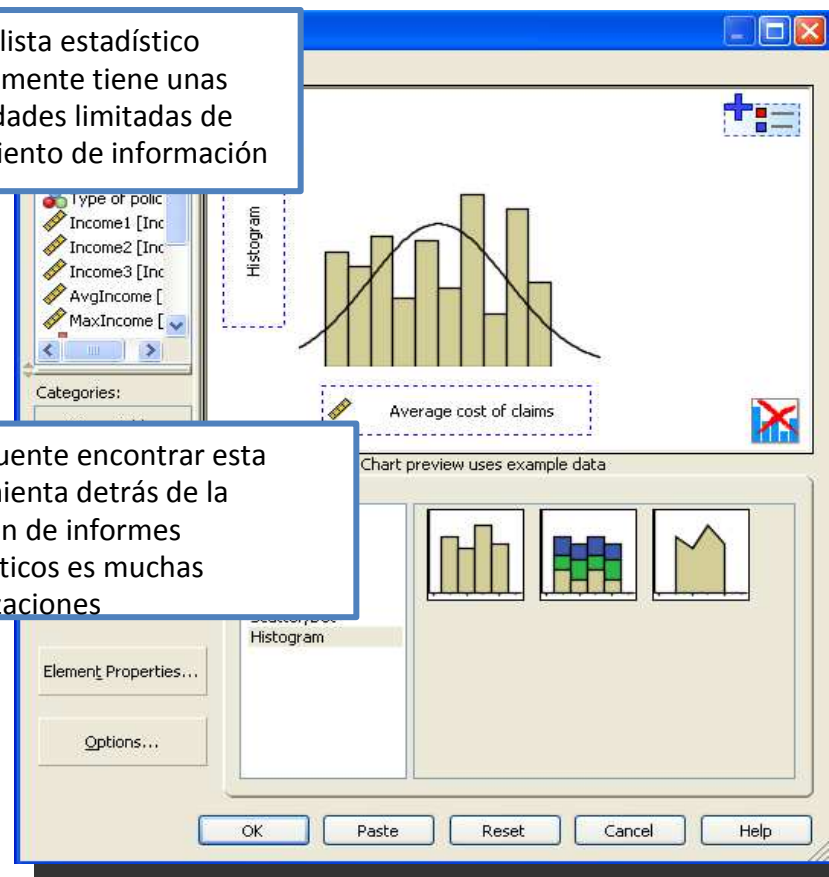 lista estadístico
mente tiene unas
dades limitadas de
iento de información
Type of polic
Income1 [Inc
Income2 [Inc
Income3 [Inc
AvgIncome [
MaxIncome [
Histogram
Average cost of claims
Categories:
Chart preview uses example data
uente encontrar esta
ienta detrás de la
n de informes
ticos es muchas
zaciones
Histogram
Element Properties...
Options...
OK Paste Reset Cancel Help